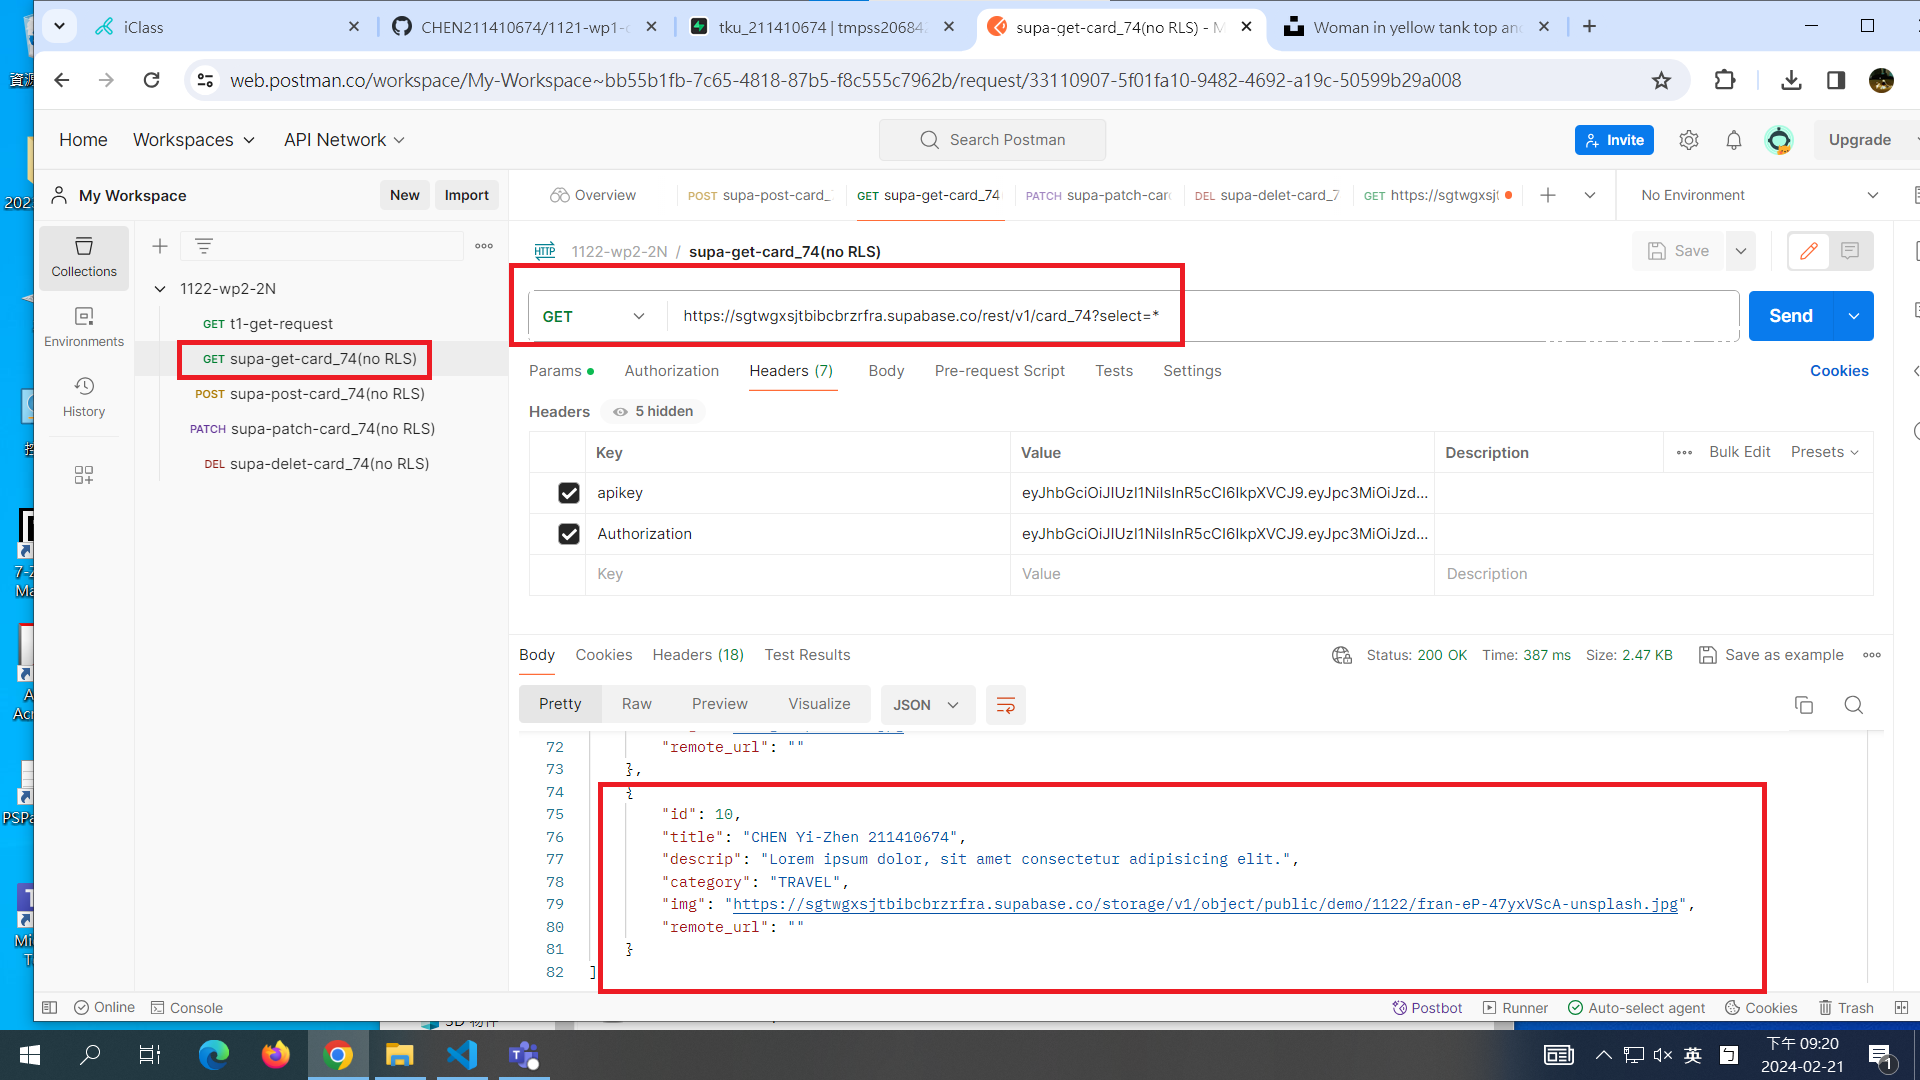 iClass
CHEN211410674/1121-wp1-
tku_211410674 | tmpss20684
supa-get-card_74(no RLS) - M
Woman in yellow tank top an
web.postman.co/workspace/My-Workspace~bb55b1fb-7c65-4818-87b5-f8c555c7962b/request/33110907-5f01fa10-9482-4692-a19c-50599b29a008
Home
Workspaces
API Network
Search Postman
Invite
Upgrade
My Workspace
New
Import
Overview
POST supa-post-card_
GET supa-get-card_74
PATCH supa-patch-car
DEL supa-delet-card_7
GET https://sgtwgxsjt
No Environment
Collections
Environments
History
1122-wp2-2N
GET t1-get-request
GET supa-get-card_74(no RLS)
POST supa-post-card_74(no RLS)
PATCH supa-patch-card_74(no RLS)
DEL supa-delet-card_74(no RLS)
HTTP 1122-wp2-2N / supa-get-card_74(no RLS)
Save
GET
https://sgtwgxsjtbibcbrzrfra.supabase.co/rest/v1/card_74?select=*
Send
Params
Authorization
Headers (7)
Body
Pre-request Script
Tests
Settings
Cookies
Headers
5 hidden
Key
Value
Description
Bulk Edit
Presets
apikey
eyJhbGciOiJIUzI1NiIsInR5cCI6IkpXVCJ9.eyJpc3MiOiJzd...
Authorization
eyJhbGciOiJIUzI1NiIsInR5cCI6IkpXVCJ9.eyJpc3MiOiJzd...
Key
Value
Description
Body
Cookies
Headers (18)
Test Results
Status: 200 OK
Time: 387 ms
Size: 2.47 KB
Save as example
Pretty
Raw
Preview
Visualize
JSON
72 "remote_url": ""
73 },
74 {
75 "id": 10,
76 "title": "CHEN Yi-Zhen 211410674",
77 "descrip": "Lorem ipsum dolor, sit amet consectetur adipisicing elit.",
78 "category": "TRAVEL",
79 "img": "https://sgtwgxsjtbibcbrzrfra.supabase.co/storage/v1/object/public/demo/1122/fran-eP-47yxVScA-unsplash.jpg",
80 "remote_url": ""
81 }
82 ]
Online
Console
Postbot
Runner
Auto-select agent
Cookies
Trash
英
下午 09:20
2024-02-21
1